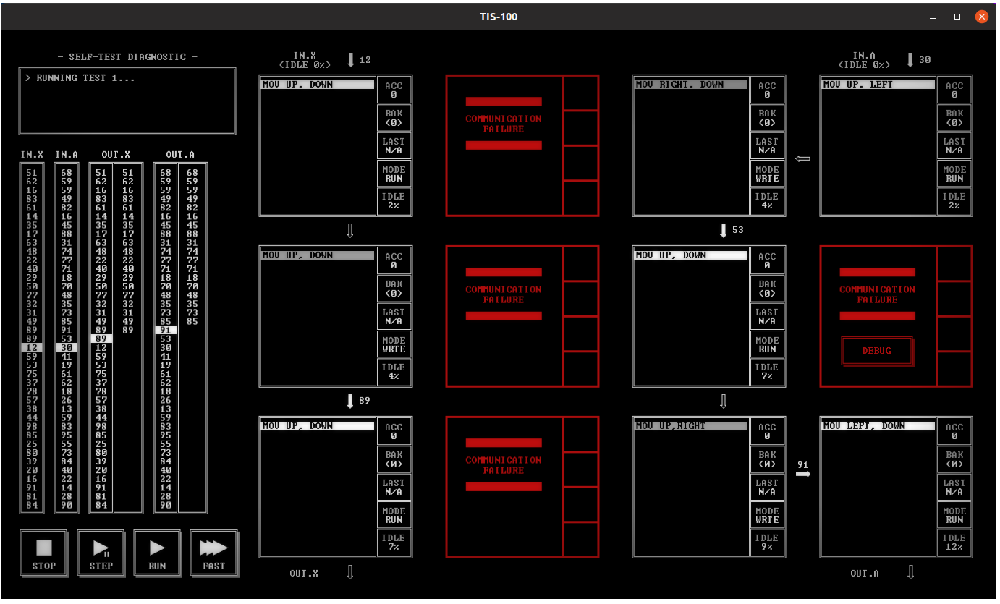 TIS-100
- SELF-TEST DIAGNOSTIC -
> RUNNING TEST 1...
IN.X IN.A OUT.X OUT.A
51 68 51 51 68 68
62 59 62 62 59 59
16 59 16 16 59 59
83 49 83 83 49 49
61 82 61 61 82 82
14 16 14 14 16 16
35 45 35 35 45 45
17 88 17 17 88 88
63 31 63 63 31 31
48 74 48 48 74 74
22 77 22 22 77 77
40 71 40 40 71 71
29 18 29 29 18 18
50 70 50 50 70 70
77 48 77 77 48 48
32 35 32 32 35 35
31 73 31 31 73 73
49 85 49 49 85 85
89 91 89 89 91
89 53 89 53
12 30 12 30
59 41 59 41
53 19 53 19
75 61 75 61
37 62 37 62
78 18 78 18
57 26 57 26
38 13 38 13
44 59 44 59
98 83 98 83
85 95 85 95
25 55 25 55
80 73 80 73
39 84 39 84
20 40 20 40
16 22 16 22
91 14 91 14
81 28 81 28
84 90 84 90
STOP
STEP
RUN
FAST
IN.X
(IDLE 0%)
12
IN.A
(IDLE 0%)
30
MOV UP, DOWN
ACC
0
BAK
(0)
LAST
N/A
MODE
RUN
IDLE
2%
COMMUNICATION
FAILURE
MOV RIGHT, DOWN
ACC
0
BAK
(0)
LAST
N/A
MODE
WRTE
IDLE
4%
MOV UP, LEFT
ACC
0
BAK
(0)
LAST
N/A
MODE
RUN
IDLE
2%
53
MOV UP, DOWN
ACC
0
BAK
(0)
LAST
N/A
MODE
WRTE
IDLE
4%
COMMUNICATION
FAILURE
MOV UP, DOWN
ACC
0
BAK
(0)
LAST
N/A
MODE
RUN
IDLE
7%
COMMUNICATION
FAILURE
DEBUG
89
MOV UP, DOWN
ACC
0
BAK
(0)
LAST
N/A
MODE
RUN
IDLE
7%
COMMUNICATION
FAILURE
MOV UP,RIGHT
ACC
0
BAK
(0)
LAST
N/A
MODE
WRTE
IDLE
9%
91
MOV LEFT, DOWN
ACC
0
BAK
(0)
LAST
N/A
MODE
RUN
IDLE
12%
OUT.X
OUT.A